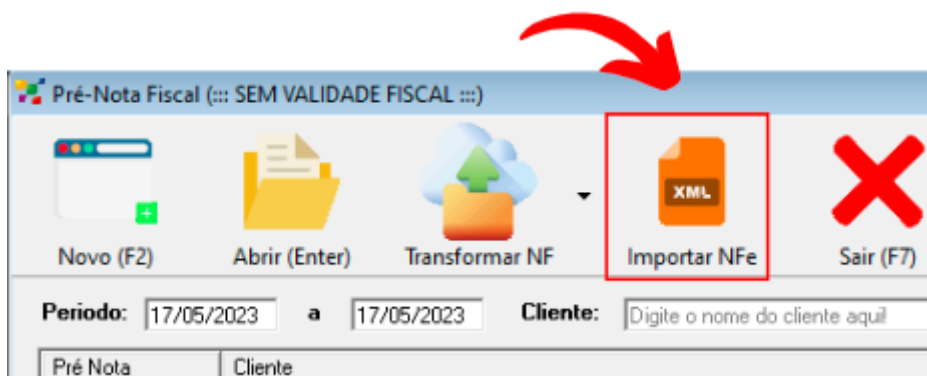 Pré-Nota Fiscal (::: SEM VALIDADE FISCAL :::)
XML
Novo (F2) Abrir (Enter) Transformar NF Importar NFe Sair (F7)
Periodo: 17/05/2023 a 17/05/2023 Cliente: Digite o nome do cliente aqui!
Pré Nota Cliente